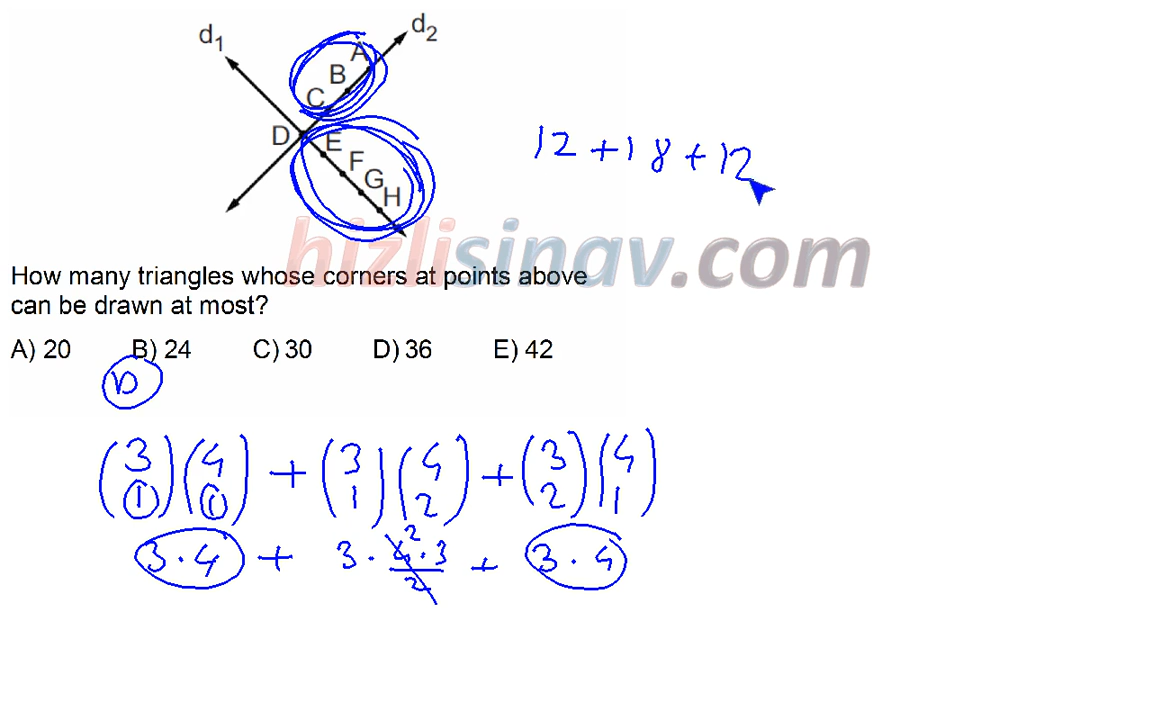 d1
d2
A
B
C
D
E
F
G
H
12 + 18 + 12
hizlisinav.com
How many triangles whose corners at points above
can be drawn at most?
A) 20 B) 24 C) 30 D) 36 E) 42
D
(3 1)(4 1) + (3 1)(4 2) + (3 2)(4 1)
3 . 4 + 3 . 4² . 3 / 2 + 3 . 4